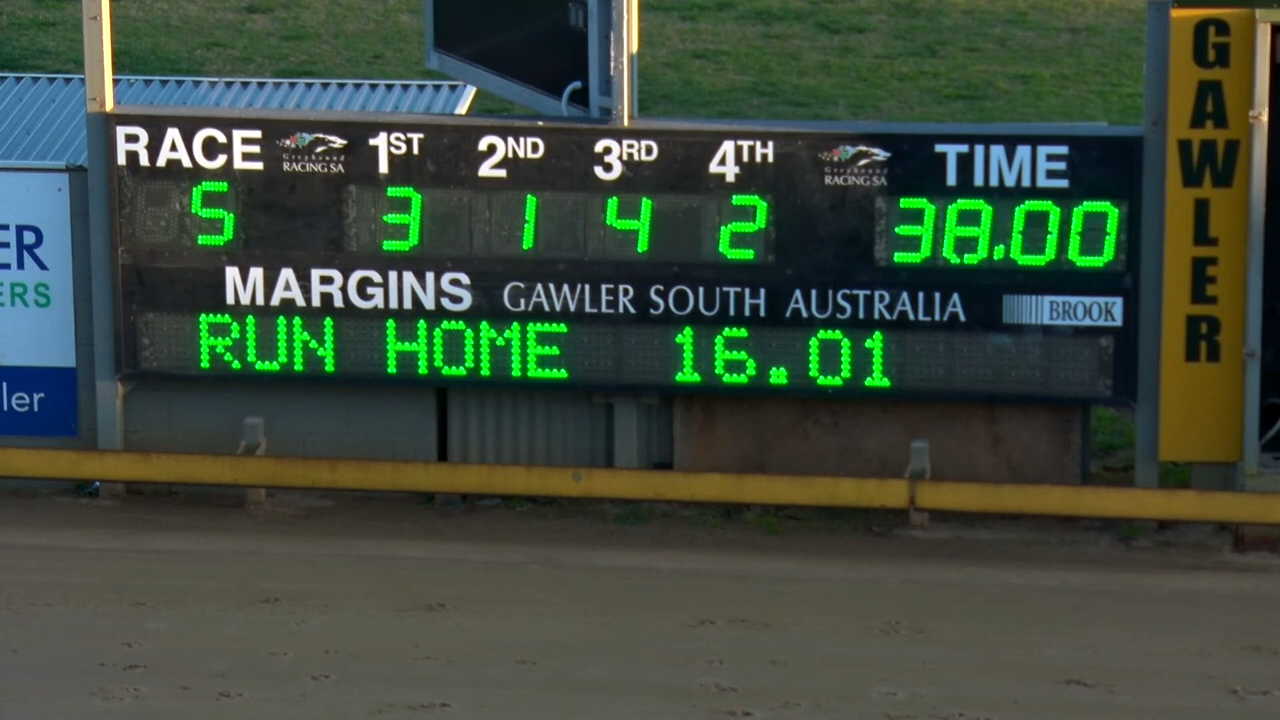 RACE 1ST 2ND 3RD 4TH TIME
Greyhound RACING SA Greyhound RACING SA
5 3 1 4 2 38.00
MARGINS GAWLER SOUTH AUSTRALIA BROOK
RUN HOME 16.01
GAWLER
ER
ERS
ler